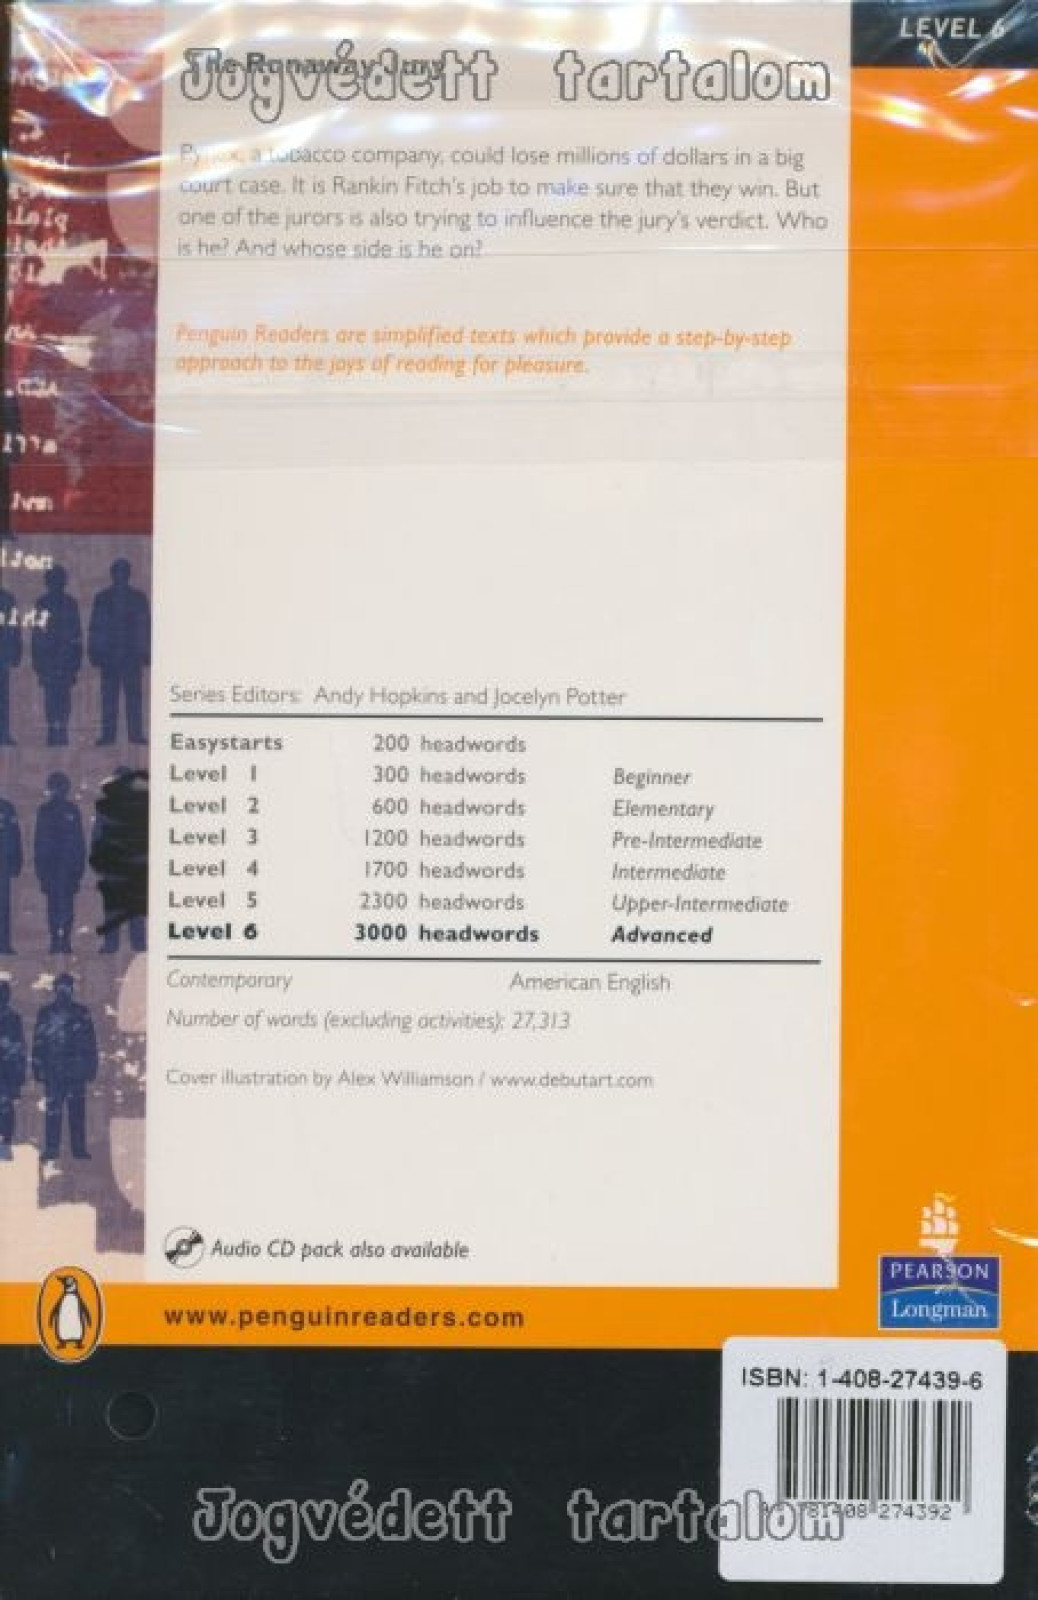 LEVEL 6
The Runaway Jury
Jogvédett tartalom
Pynex, a tobacco company, could lose millions of dollars in a big
court case. It is Rankin Fitch's job to make sure that they win. But
one of the jurors is also trying to influence the jury's verdict. Who
is he? And whose side is he on?
Penguin Readers are simplified texts which provide a step-by-step
approach to the joys of reading for pleasure.
Series Editors: Andy Hopkins and Jocelyn Potter
Easystarts 200 headwords
Level 1 300 headwords Beginner
Level 2 600 headwords Elementary
Level 3 1200 headwords Pre-Intermediate
Level 4 1700 headwords Intermediate
Level 5 2300 headwords Upper-Intermediate
Level 6 3000 headwords Advanced
Contemporary American English
Number of words (excluding activities): 27,313
Cover illustration by Alex Williamson / www.debutart.com
Audio CD pack also available
www.penguinreaders.com
PEARSON
Longman
ISBN: 1-408-27439-6
274392
Jogvédett tartalom